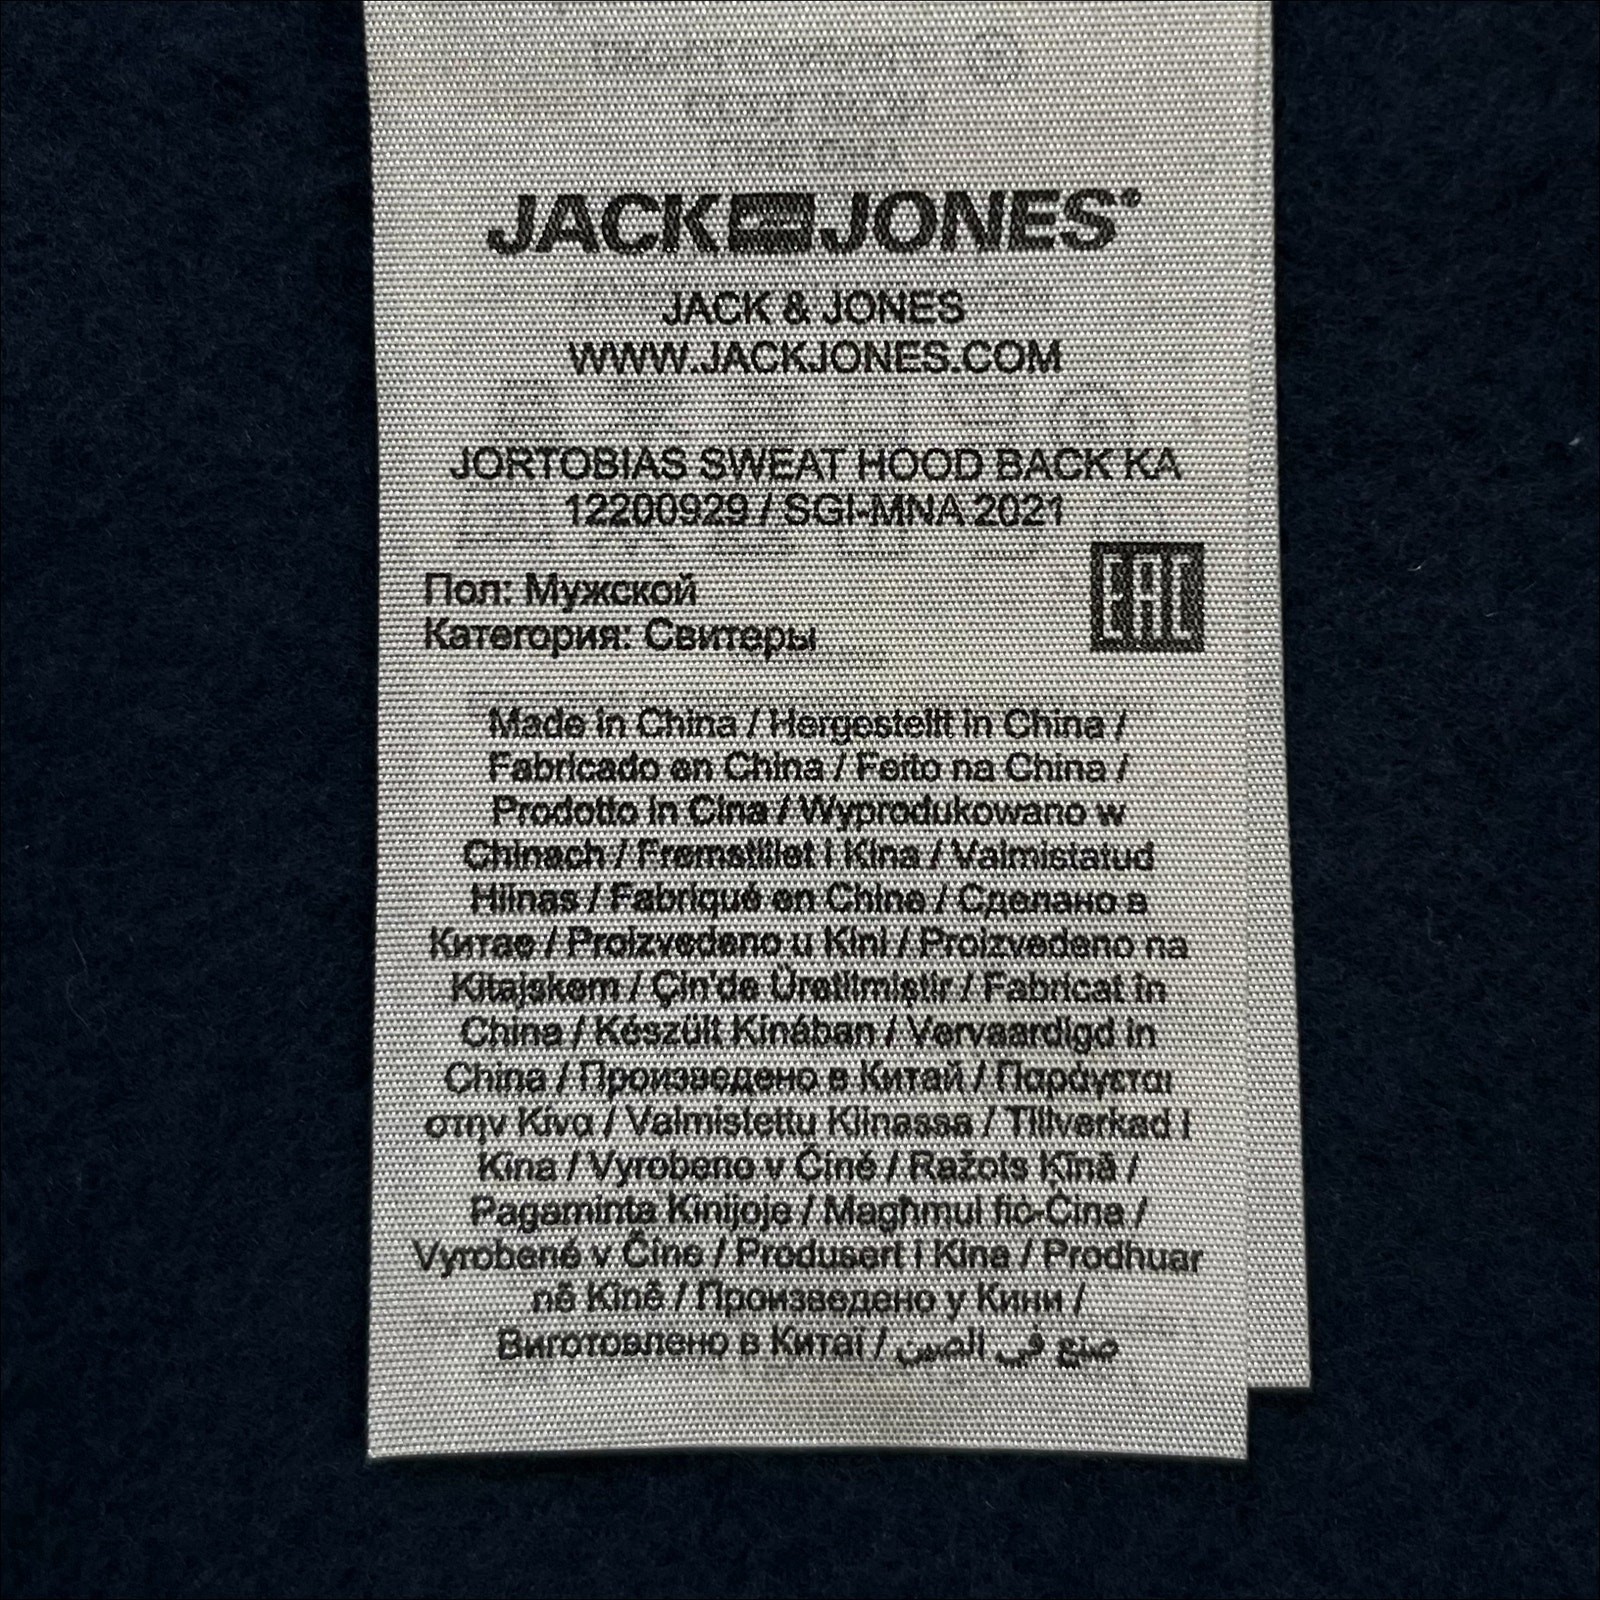 JACK JONES®
JACK & JONES
WWW.JACKJONES.COM
JORTOBIAS SWEAT HOOD BACK KA
12200929 / SGI-MNA 2021
Пол: Мужской
Категория: Свитеры
EAC
Made in China / Hergestellt in China /
Fabricado en China / Feito na China /
Prodotto in Cina / Wyprodukowano w
Chinach / Fremstillet i Kina / Valmistatud
Hiinas / Fabriqué en Chine / Сделано в
Китае / Proizvedeno u Kini / Proizvedeno na
Kitajskem / Çin'de Üretilmiştir / Fabricat în
China / Készült Kínában / Vervaardigd in
China / Произведено в Китай / Παράγεται
στην Κίνα / Valmistettu Kiinassa / Tillverkad i
Kina / Vyrobeno v Číně / Ražots Ķīnā /
Pagaminta Kinijoje / Magħmul fiċ-Ċina /
Vyrobené v Číne / Produsert i Kina / Prodhuar
në Kinë / Произведено у Кини /
Виготовлено в Китаї / صنع في الصين